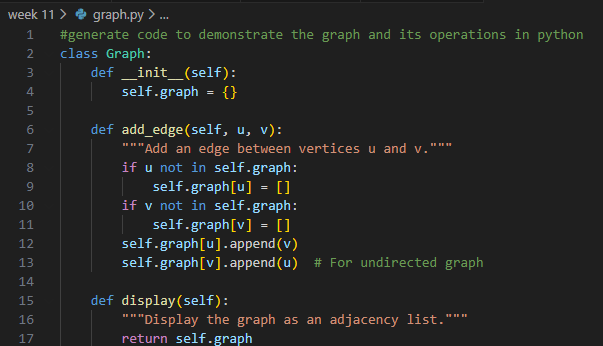 week 11 > graph.py > ...
1 #generate code to demonstrate the graph and its operations in python
2 class Graph:
3     def __init__(self):
4         self.graph = {}
5
6     def add_edge(self, u, v):
7         """Add an edge between vertices u and v."""
8         if u not in self.graph:
9             self.graph[u] = []
10         if v not in self.graph:
11             self.graph[v] = []
12         self.graph[u].append(v)
13         self.graph[v].append(u)  # For undirected graph
14
15     def display(self):
16         """Display the graph as an adjacency list."""
17         return self.graph